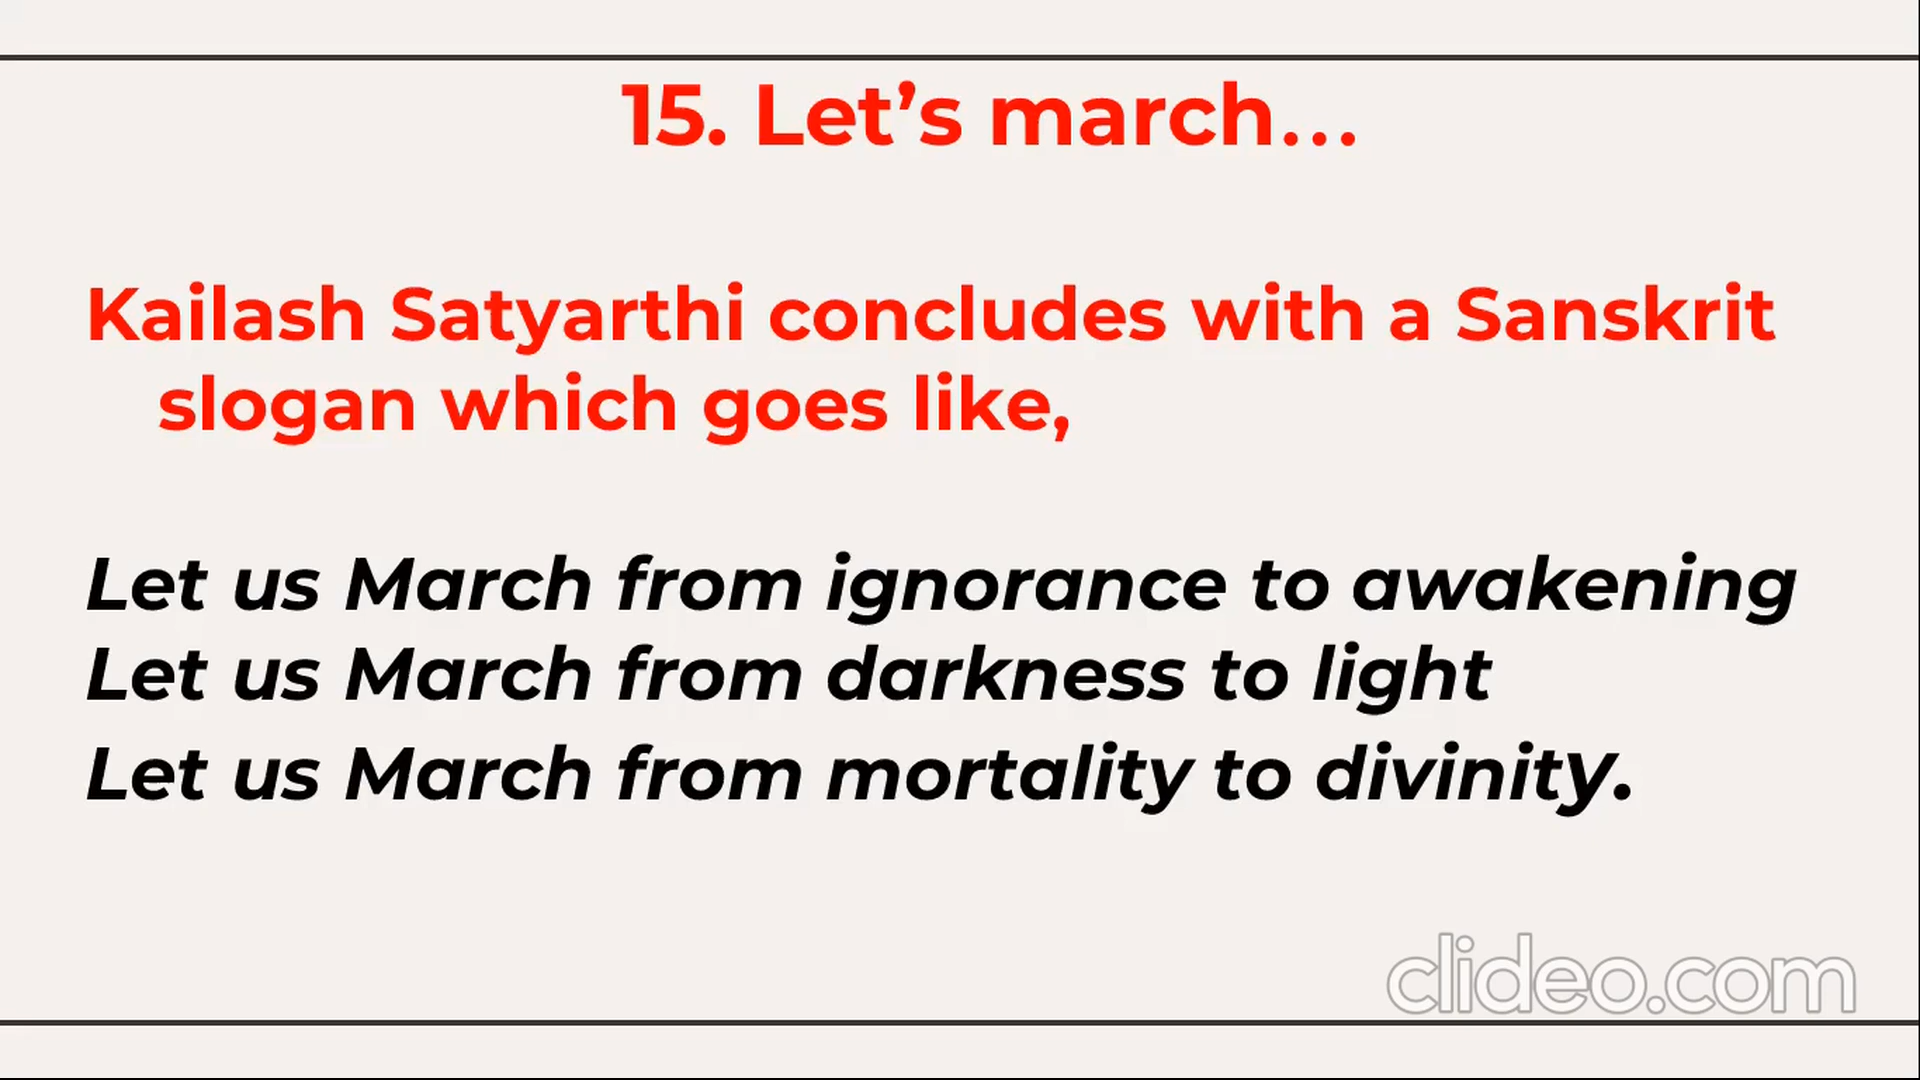 15. Let’s march...
Kailash Satyarthi concludes with a Sanskrit
slogan which goes like,
Let us March from ignorance to awakening
Let us March from darkness to light
Let us March from mortality to divinity.
clideo.com